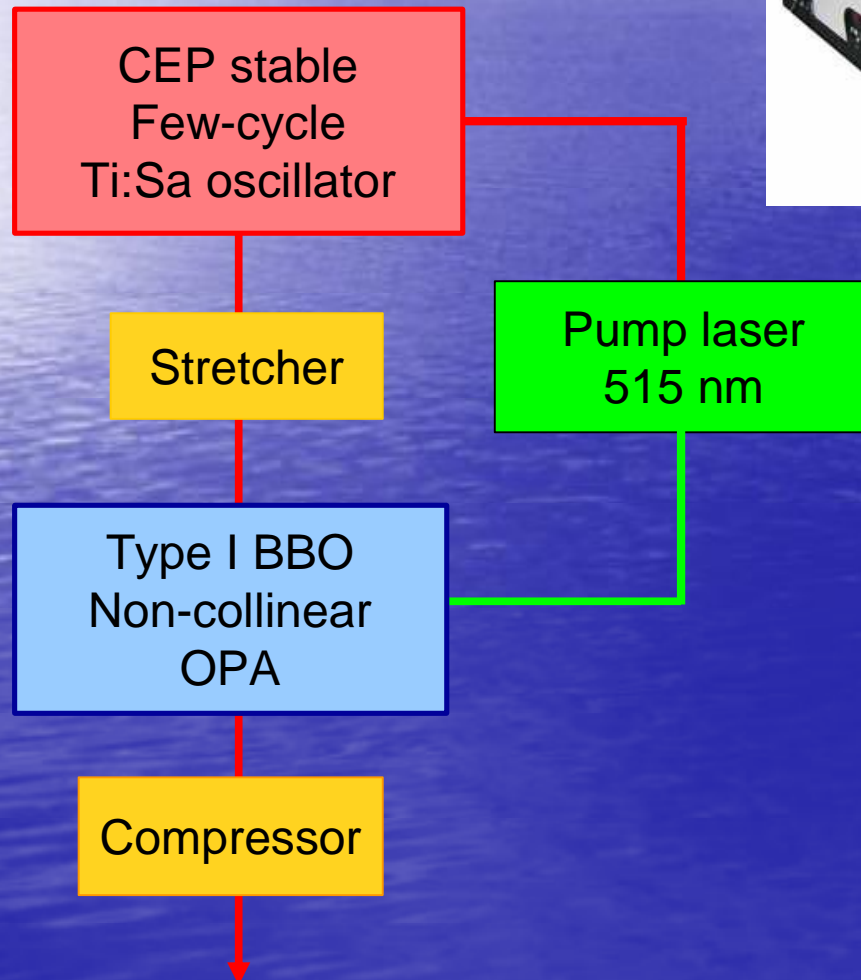 CEP stable
Few-cycle
Ti:Sa oscillator
Pump laser
515 nm
Stretcher
Type I BBO
Non-collinear
OPA
Compressor